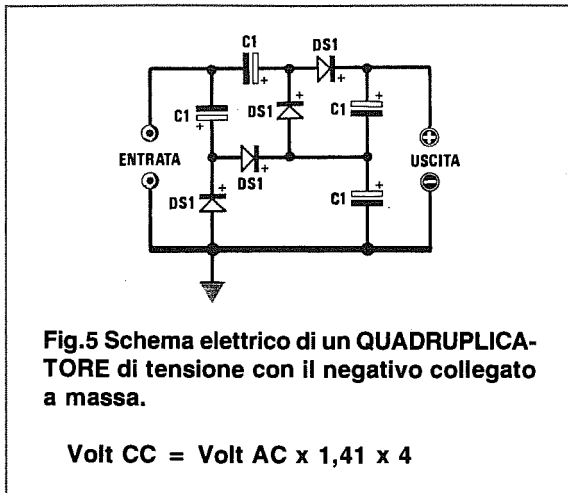 C1
DS1
+
+
C1
+
DS1
+
C1
+
ENTRATA
DS1
+
+
USCITA
DS1
+
C1
+
-
Fig.5 Schema elettrico di un QUADRUPLICA-
TORE di tensione con il negativo collegato
a massa.
Volt CC = Volt AC x 1,41 x 4